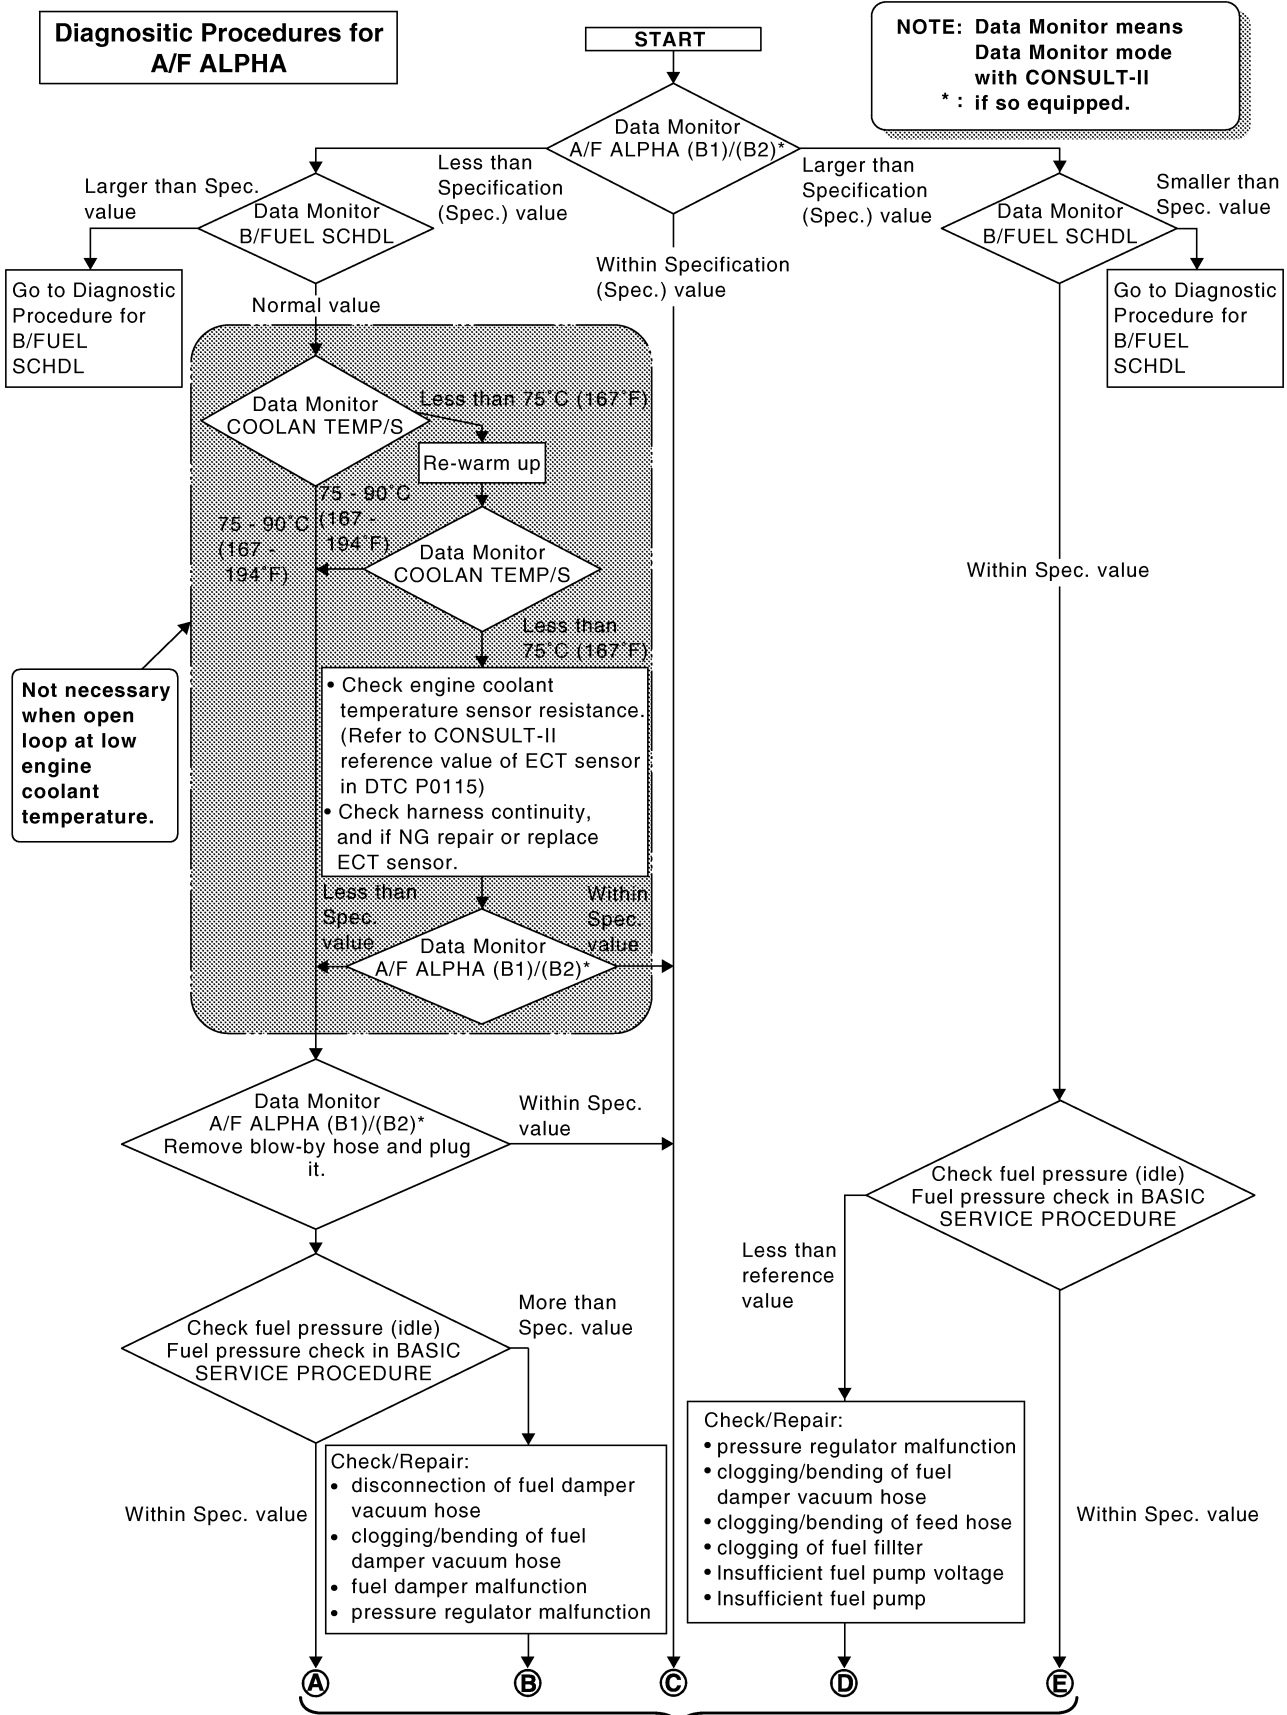 Diagnositic Procedures for
A/F ALPHA
START
NOTE: Data Monitor means
Data Monitor mode
with CONSULT-II
* : if so equipped.
Data Monitor
A/F ALPHA (B1)/(B2)*
Less than
Specification
(Spec.) value
Larger than
Specification
(Spec.) value
Within Specification
(Spec.) value
Larger than Spec.
value
Data Monitor
B/FUEL SCHDL
Go to Diagnostic
Procedure for
B/FUEL
SCHDL
Normal value
Data Monitor
B/FUEL SCHDL
Smaller than
Spec. value
Go to Diagnostic
Procedure for
B/FUEL
SCHDL
Data Monitor
COOLAN TEMP/S
Less than 75˚C (167˚F)
Re-warm up
75 - 90˚C
(167 -
194˚F)
75 - 90˚C
(167 -
194˚F)
Data Monitor
COOLAN TEMP/S
Less than
75˚C (167˚F)
Within Spec. value
Not necessary
when open
loop at low
engine
coolant
temperature.
• Check engine coolant
temperature sensor resistance.
(Refer to CONSULT-II
reference value of ECT sensor
in DTC P0115)
• Check harness continuity,
and if NG repair or replace
ECT sensor.
Less than
Spec.
value
Within
Spec.
value
Data Monitor
A/F ALPHA (B1)/(B2)*
Data Monitor
A/F ALPHA (B1)/(B2)*
Remove blow-by hose and plug
it.
Within Spec.
value
Check fuel pressure (idle)
Fuel pressure check in BASIC
SERVICE PROCEDURE
Less than
reference
value
Check fuel pressure (idle)
Fuel pressure check in BASIC
SERVICE PROCEDURE
More than
Spec. value
Within Spec. value
Check/Repair:
• disconnection of fuel damper
vacuum hose
• clogging/bending of fuel
damper vacuum hose
• fuel damper malfunction
• pressure regulator malfunction
Check/Repair:
• pressure regulator malfunction
• clogging/bending of fuel
damper vacuum hose
• clogging/bending of feed hose
• clogging of fuel fillter
• Insufficient fuel pump voltage
• Insufficient fuel pump
Within Spec. value
A
B
C
D
E